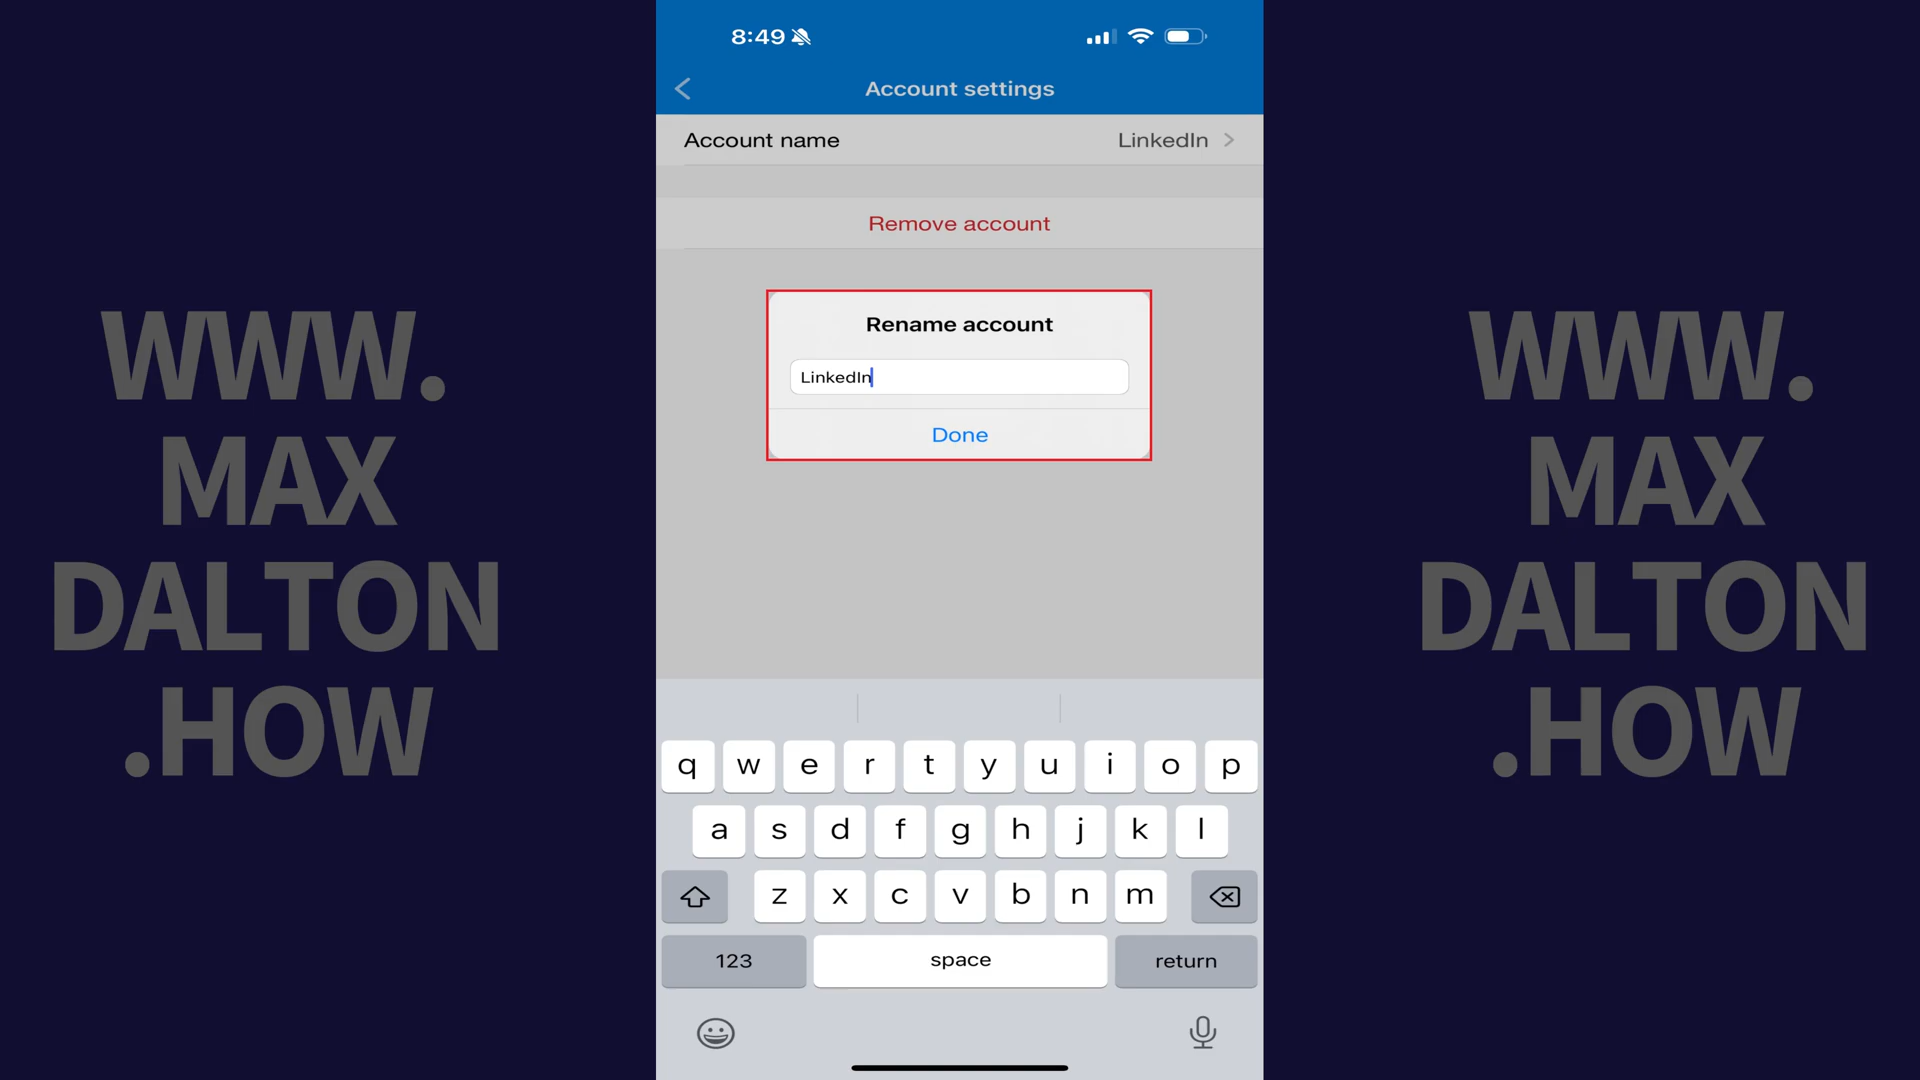 WWW.
MAX
DALTON
.HOW
8:49
Account settings
Account name LinkedIn
Remove account
Rename account
LinkedIn
Done
q w e r t y u i o p
a s d f g h j k l
z x c v b n m
123 space return
WWW.
MAX
DALTON
.HOW